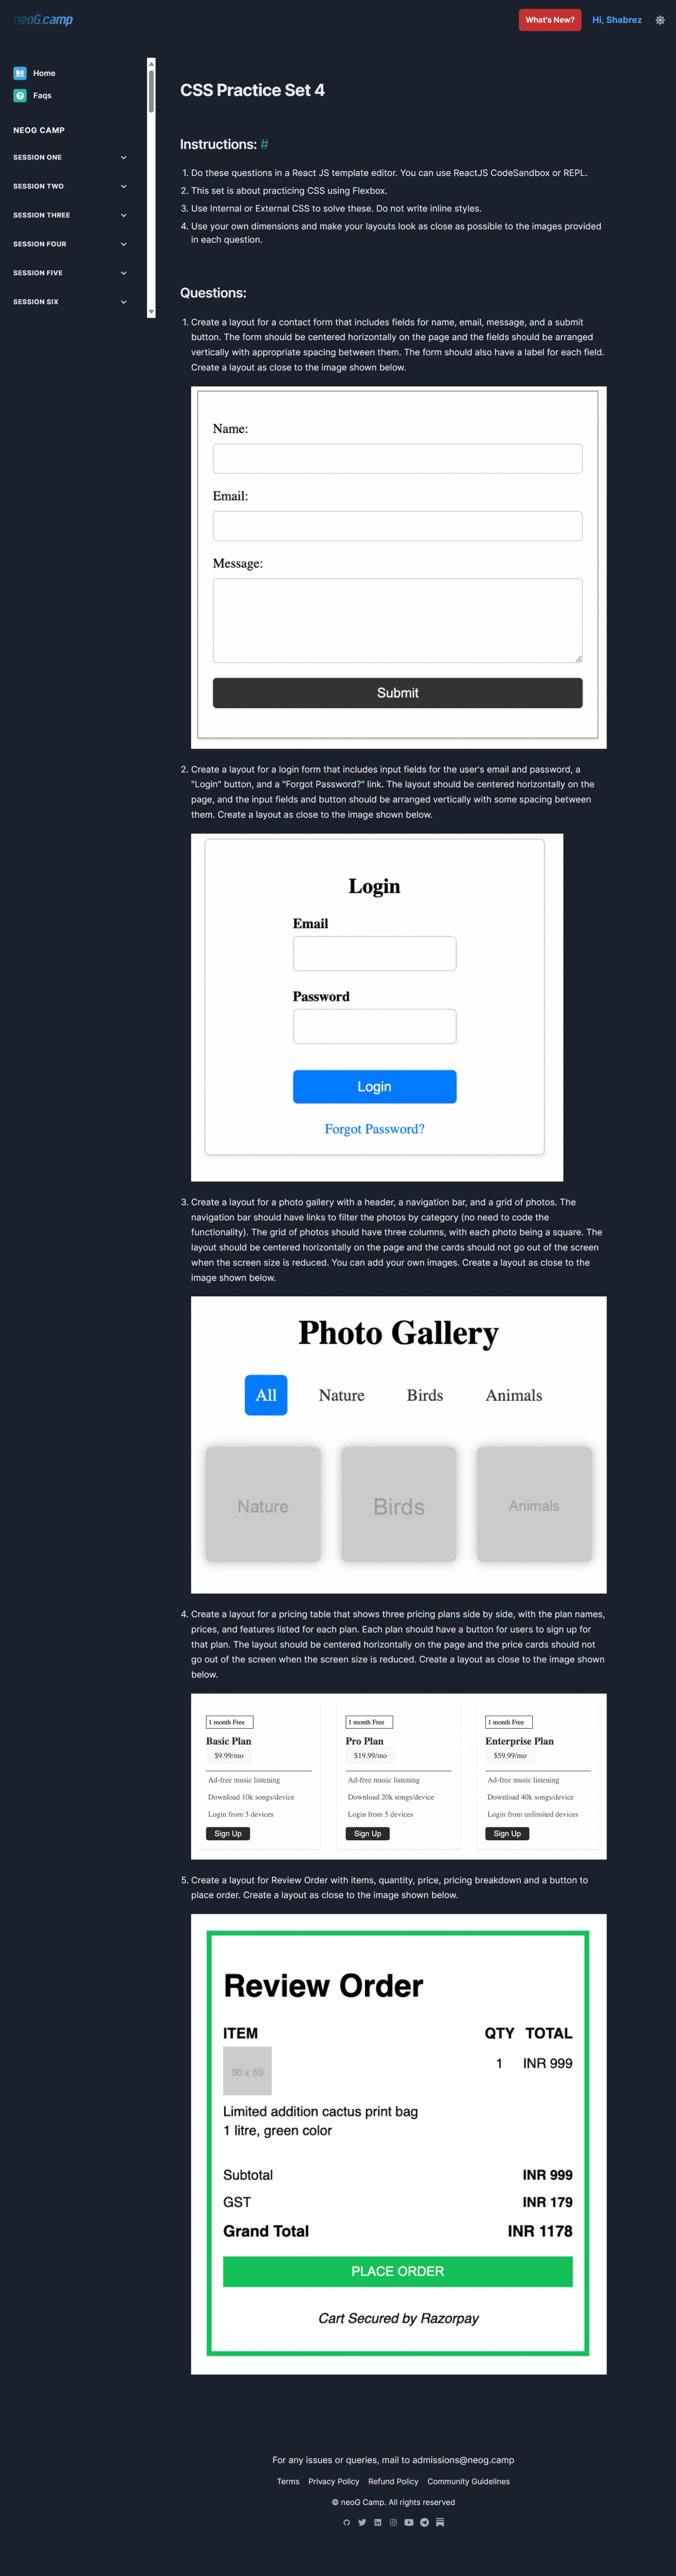 neoG.camp
What's New?
Hi, Shabrez
Home
Faqs
NEOG CAMP
SESSION ONE
SESSION TWO
SESSION THREE
SESSION FOUR
SESSION FIVE
SESSION SIX
CSS Practice Set 4
Instructions: #
1. Do these questions in a React JS template editor. You can use ReactJS CodeSandbox or REPL.
2. This set is about practicing CSS using Flexbox.
3. Use Internal or External CSS to solve these. Do not write inline styles.
4. Use your own dimensions and make your layouts look as close as possible to the images provided
in each question.
Questions:
1. Create a layout for a contact form that includes fields for name, email, message, and a submit
button. The form should be centered horizontally on the page and the fields should be arranged
vertically with appropriate spacing between them. The form should also have a label for each field.
Create a layout as close to the image shown below.
Name:
Email:
Message:
Submit
2. Create a layout for a login form that includes input fields for the user's email and password, a
"Login" button, and a "Forgot Password?" link. The layout should be centered horizontally on the
page, and the input fields and button should be arranged vertically with some spacing between
them. Create a layout as close to the image shown below.
Login
Email
Password
Login
Forgot Password?
3. Create a layout for a photo gallery with a header, a navigation bar, and a grid of photos. The
navigation bar should have links to filter the photos by category (no need to code the
functionality). The grid of photos should have three columns, with each photo being a square. The
layout should be centered horizontally on the page and the cards should not go out of the screen
when the screen size is reduced. You can add your own images. Create a layout as close to the
image shown below.
Photo Gallery
All Nature Birds Animals
Nature Birds Animals
4. Create a layout for a pricing table that shows three pricing plans side by side, with the plan names,
prices, and features listed for each plan. Each plan should have a button for users to sign up for
that plan. The layout should be centered horizontally on the page and the price cards should not
go out of the screen when the screen size is reduced. Create a layout as close to the image shown
below.
1 month Free
Basic Plan
$9.99/mo
Ad-free music listening
Download 10k songs/device
Login from 3 devices
Sign Up
1 month Free
Pro Plan
$19.99/mo
Ad-free music listening
Download 20k songs/device
Login from 5 devices
Sign Up
1 month Free
Enterprise Plan
$59.99/mo
Ad-free music listening
Download 40k songs/device
Login from unlimited devices
Sign Up
5. Create a layout for Review Order with items, quantity, price, pricing breakdown and a button to
place order. Create a layout as close to the image shown below.
Review Order
ITEM QTY TOTAL
50 x 50 1 INR 999
Limited addition cactus print bag
1 litre, green color
Subtotal INR 999
GST INR 179
Grand Total INR 1178
PLACE ORDER
Cart Secured by Razorpay
For any issues or queries, mail to admissions@neog.camp
Terms Privacy Policy Refund Policy Community Guidelines
© neoG Camp. All rights reserved